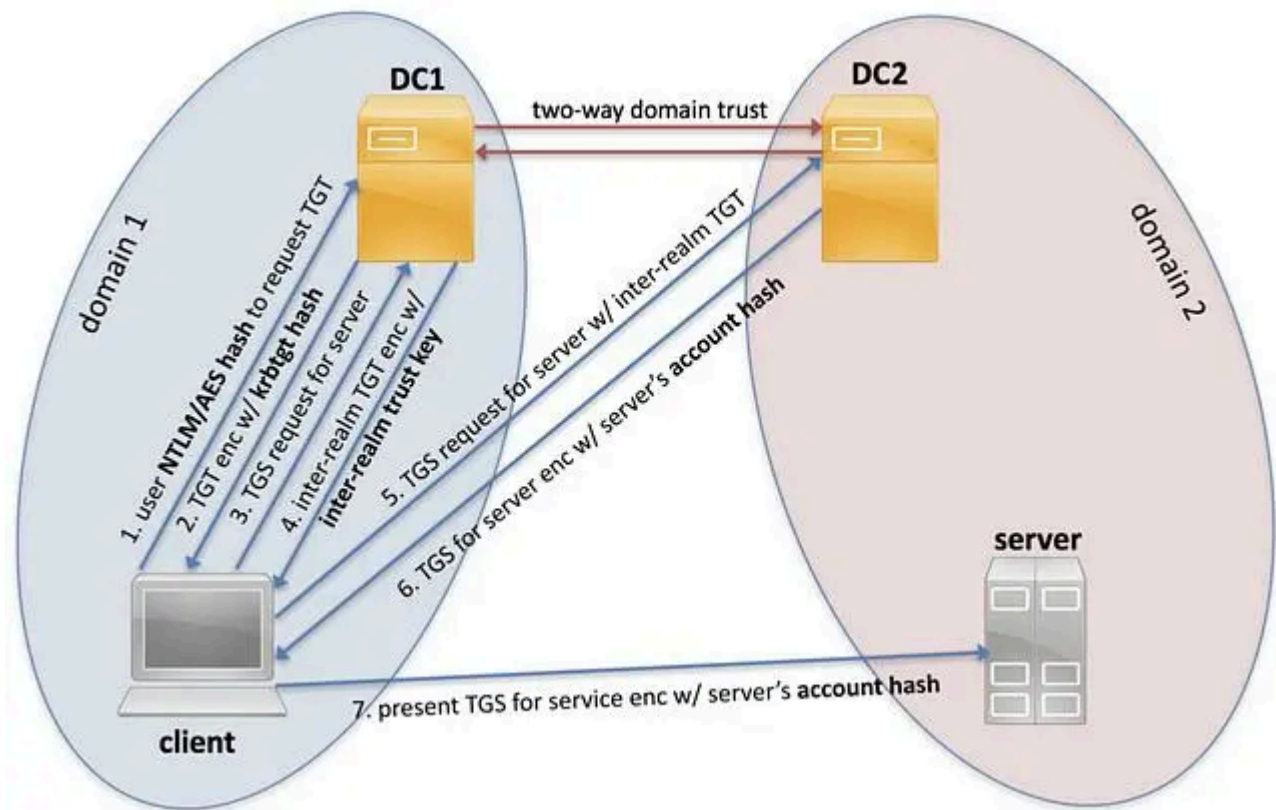 DC1
DC2
two-way domain trust
domain 1
domain 2
1. user NTLM/AES hash to request TGT
2. TGT enc w/ krbtgt hash
3. TGS request for server
4. inter-realm TGT enc w/
inter-realm trust key
5. TGS request for server w/ inter-realm TGT
6. TGS for server enc w/ server's account hash
server
7. present TGS for service enc w/ server's account hash
client